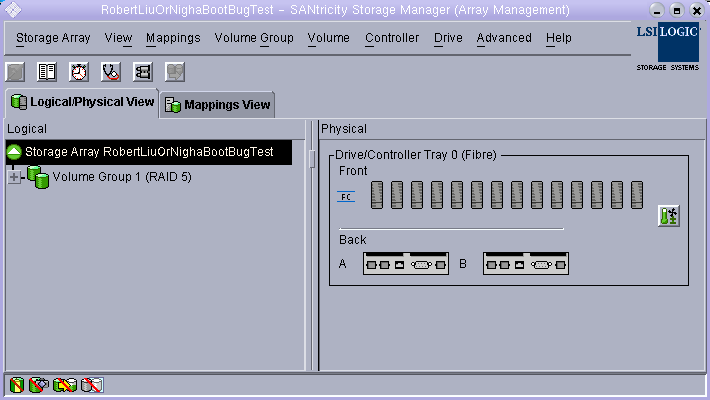 RobertLiuOrNighaBootBugTest – SANtricity Storage Manager (Array Management)
Storage Array View Mappings Volume Group Volume Controller Drive Advanced Help
LSI LOGIC
STORAGE SYSTEMS
Logical/Physical View Mappings View
Logical
Storage Array RobertLiuOrNighaBootBugTest
Volume Group 1 (RAID 5)
Physical
Drive/Controller Tray 0 (Fibre)
Front
FC
Back
A B